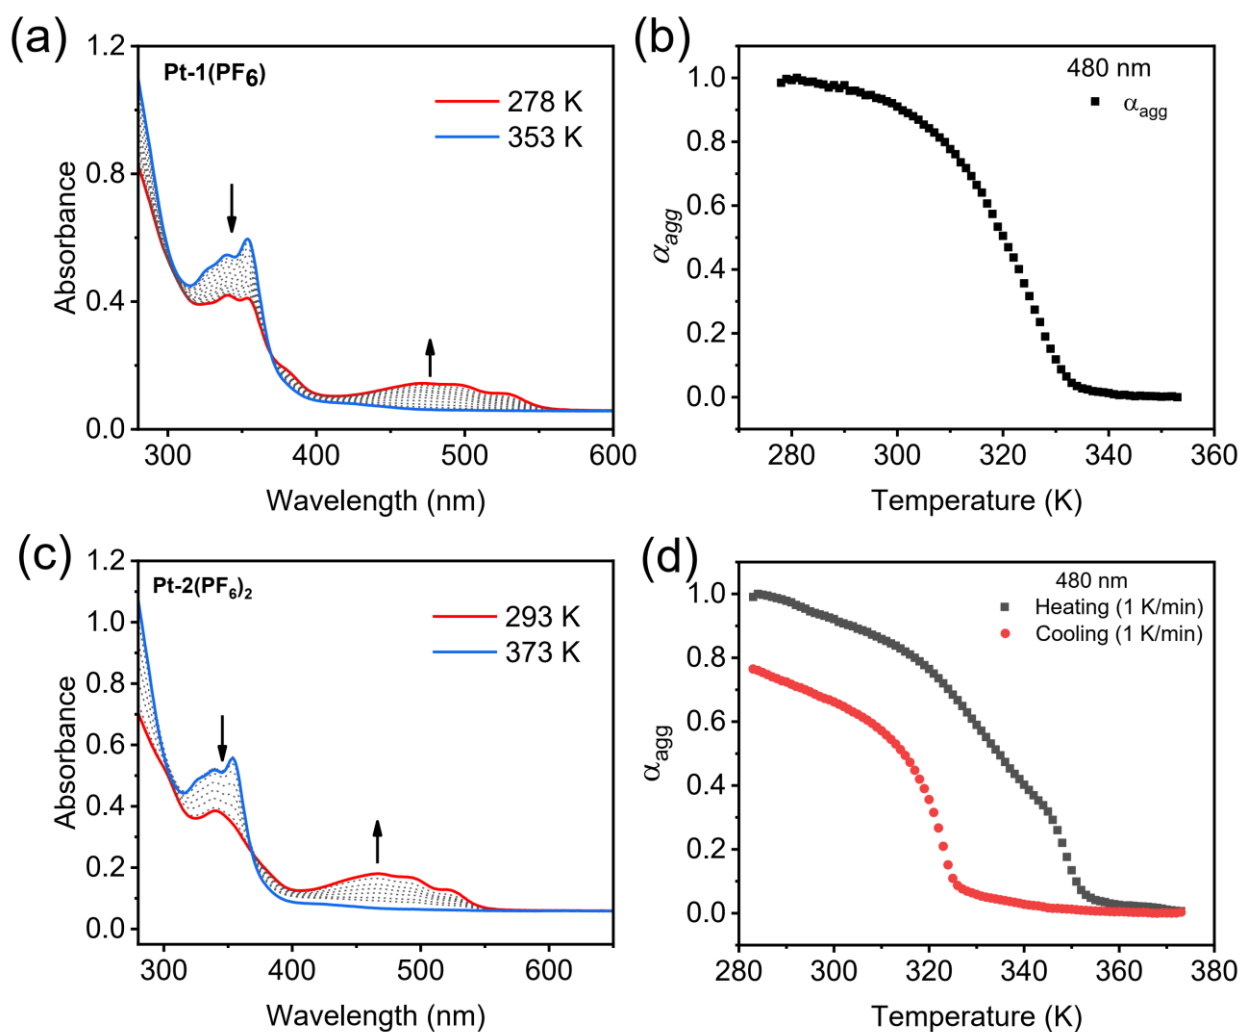 (a)
Pt-1(PF6)
278 K
353 K
1.2
0.8
0.4
0.0
Absorbance
300
400
500
600
Wavelength (nm)
(b)
480 nm
αagg
1.0
0.8
0.6
0.4
0.2
0.0
αagg
280
300
320
340
360
Temperature (K)
(c)
Pt-2(PF6)2
293 K
373 K
1.2
1.0
0.8
0.6
0.4
0.2
0.0
Absorbance
300
400
500
600
Wavelength (nm)
(d)
480 nm
Heating (1 K/min)
Cooling (1 K/min)
1.0
0.8
0.6
0.4
0.2
0.0
αagg
280
300
320
340
360
380
Temperature (K)